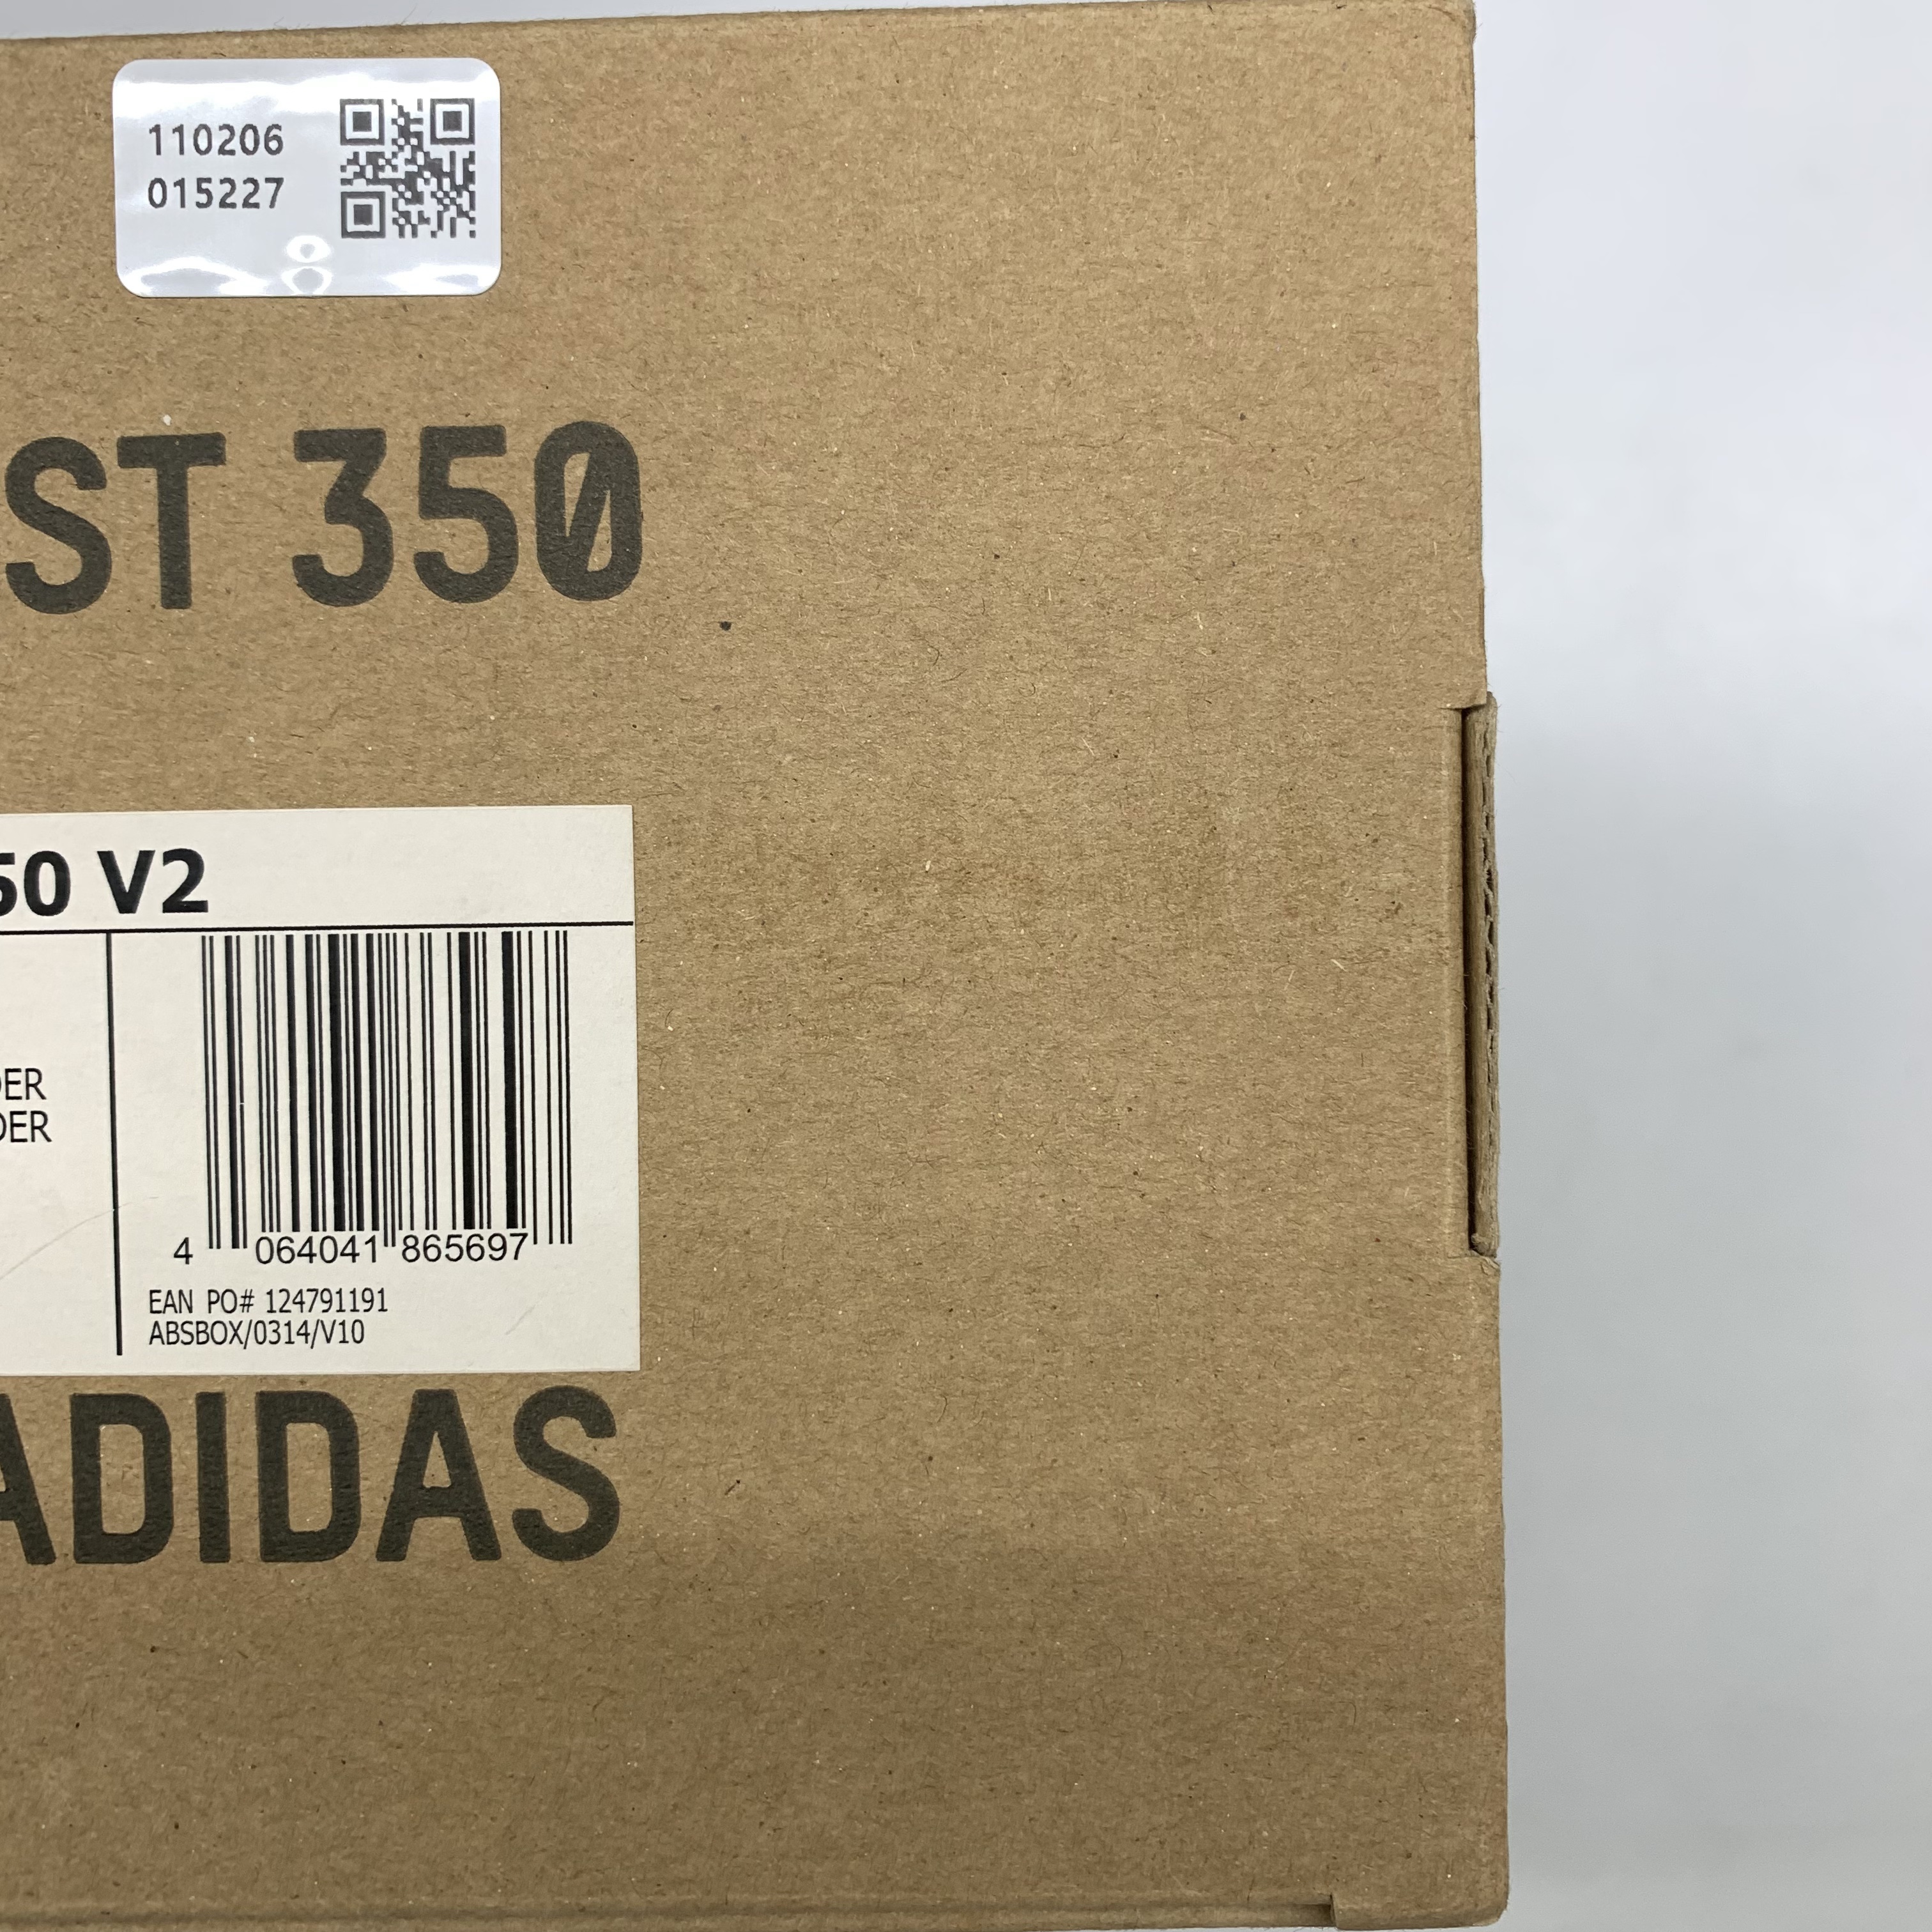 110206
015227
ST 350
50 V2
DER
DER
4 064041 865697
EAN PO# 124791191
ABSBOX/0314/V10
ADIDAS